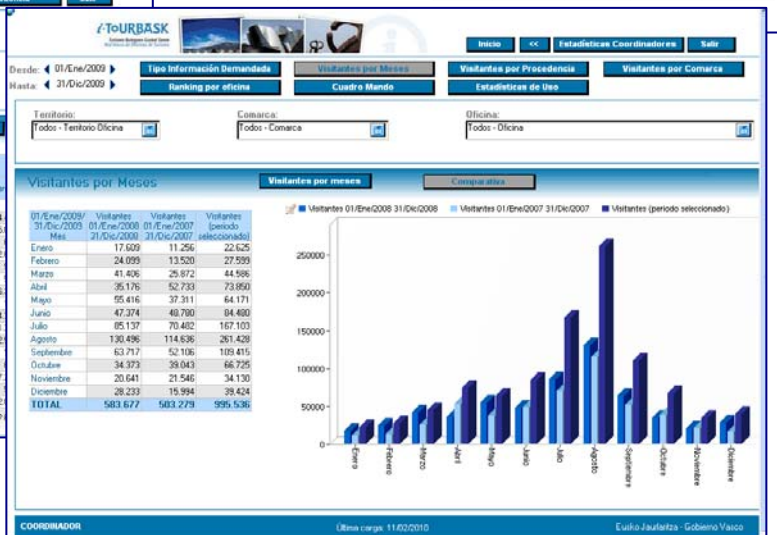 i-TOURBASK
Inicio << Estadísticas Coordinadores Salir
Desde: 01/Ene/2009
Hasta: 31/Dic/2009
Tipo Información Demandada Visitantes por Meses Visitantes por Procedencia Visitantes por Comarca
Ranking por oficina Cuadro Mando Estadísticas de Uso
Territorio: Comarca: Oficina:
Todos - Territorio Oficina Todos - Comarca Todos - Oficina
Visitantes por Meses Visitantes por meses Comparativa
01/Ene/2009/ Visitantes Visitantes Visitantes
31/Dic/2009 01/Ene/2008 01/Ene/2007 (periodo
Mes 31/Dic/2008 31/Dic/2007 seleccionado)
Enero 17.609 11.256 22.625
Febrero 24.099 13.520 27.599
Marzo 41.406 25.872 44.586
Abril 35.176 52.733 73.850
Mayo 55.416 37.311 64.171
Junio 47.374 48.780 84.480
Julio 85.137 70.482 167.103
Agosto 130.496 114.636 261.428
Septiembre 63.717 52.106 109.415
Octubre 34.373 39.043 66.725
Noviembre 20.641 21.546 34.130
Diciembre 28.233 15.994 39.424
TOTAL 583.677 503.279 995.536
Visitantes 01/Ene/2008 31/Dic/2008 Visitantes 01/Ene/2007 31/Dic/2007 Visitantes (periodo seleccionado)
250000
200000
150000
100000
50000
0
Enero Febrero Marzo Abril Mayo Junio Julio Agosto Septiembre Octubre Noviembre Diciembre
COORDINADOR Última carga: 11/02/2010 Eusko Jaurlaritza - Gobierno Vasco